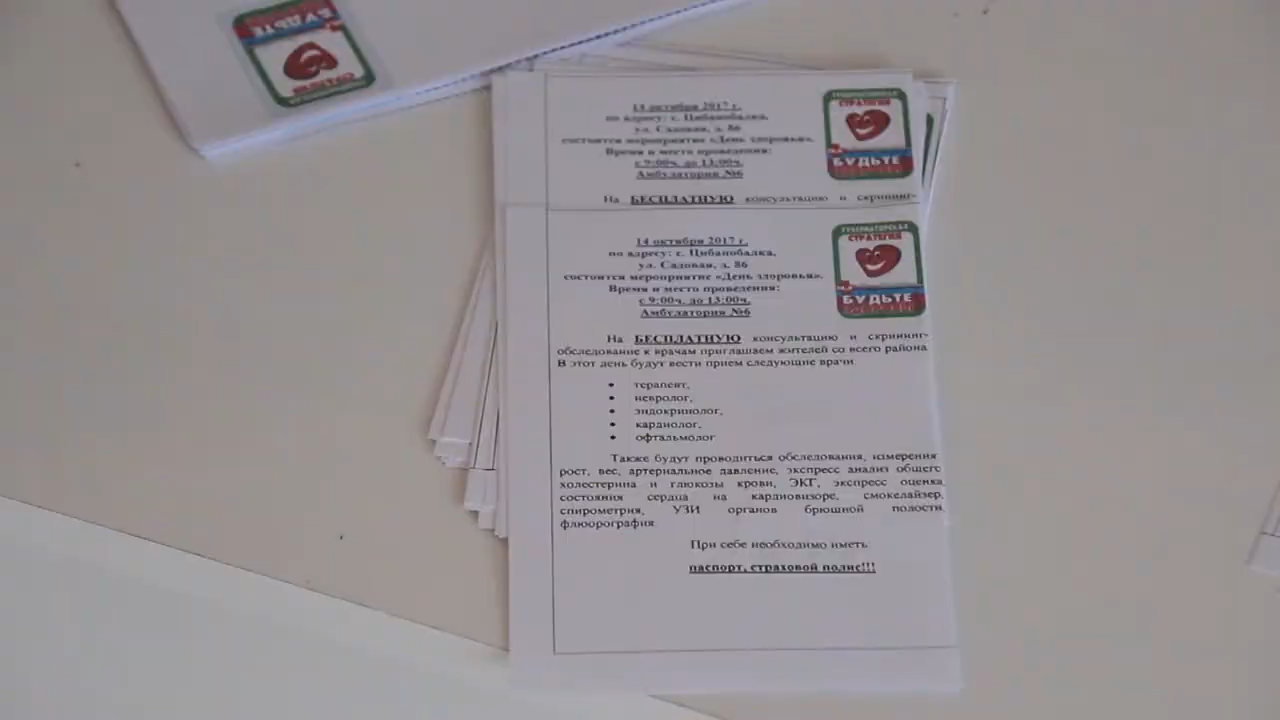 БУДЬТЕ
14 октября 2017 г.
по адресу: с. Цибанобалка,
ул. Садовая, д. 86
состоится мероприятие «День здоровья».
Время и место проведения:
с 9:00ч. до 13:00ч.
Амбулатория №6
СТРАТЕГИЯ
БУДЬТЕ
На БЕСПЛАТНУЮ консультацию и скрининг-
14 октября 2017 г.
по адресу: с. Цибанобалка,
ул. Садовая, д. 86
состоится мероприятие «День здоровья».
Время и место проведения:
с 9:00ч. до 13:00ч.
Амбулатория №6
ГУБЕРНАТОРСКАЯ
СТРАТЕГИЯ
БУДЬТЕ
На БЕСПЛАТНУЮ консультацию и скрининг-
обследование к врачам приглашаем жителей со всего района.
В этот день будут вести прием следующие врачи:
• терапевт,
• невролог,
• эндокринолог,
• кардиолог,
• офтальмолог.
Также будут проводиться обследования, измерения:
рост, вес, артериальное давление, экспресс анализ общего
холестерина и глюкозы крови, ЭКГ, экспресс оценка
состояния сердца на кардиовизоре, смокелайзер,
спирометрия, УЗИ органов брюшной полости,
флюорография.
При себе необходимо иметь:
паспорт, страховой полис!!!